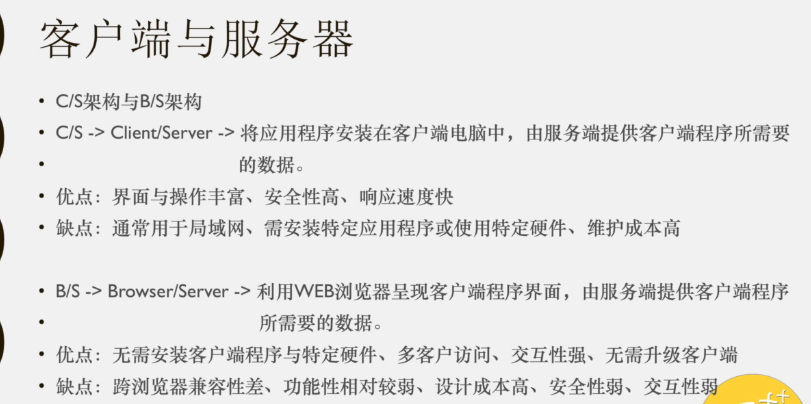 客户端与服务器
• C/S架构与B/S架构
• C/S -> Client/Server -> 将应用程序安装在客户端电脑中，由服务端提供客户端程序所需要
• 的数据。
• 优点：界面与操作丰富、安全性高、响应速度快
• 缺点：通常用于局域网、需安装特定应用程序或使用特定硬件、维护成本高
• B/S -> Browser/Server -> 利用WEB浏览器呈现客户端程序界面，由服务端提供客户端程序
• 所需要的数据。
• 优点：无需安装客户端程序与特定硬件、多客户访问、交互性强、无需升级客户端
• 缺点：跨浏览器兼容性差、功能性相对较弱、设计成本高、安全性弱、交互性弱